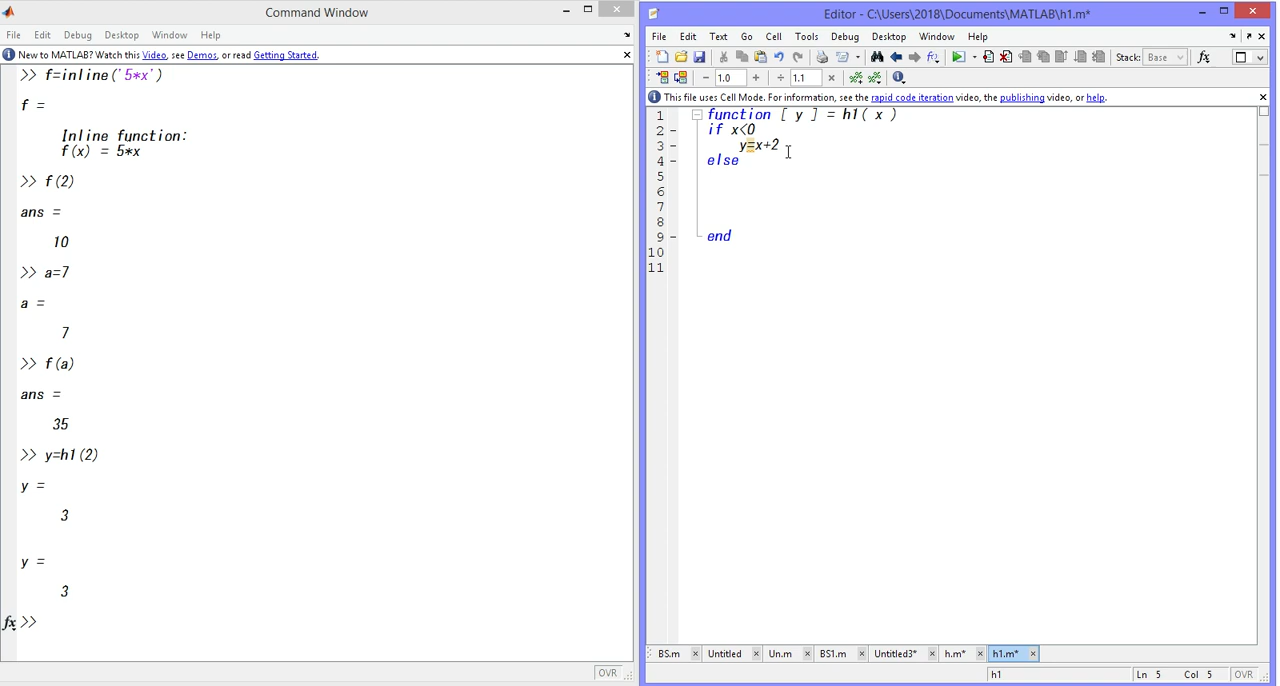 Command Window
File Edit Debug Desktop Window Help
New to MATLAB? Watch this Video, see Demos, or read Getting Started.
>> f=inline('5*x')
f =
Inline function:
f(x) = 5*x
>> f(2)
ans =
10
>> a=7
a =
7
>> f(a)
ans =
35
>> y=h1(2)
y =
3
y =
3
fx >>
OVR
Editor - C:\Users\2018\Documents\MATLAB\h1.m*
File Edit Text Go Cell Tools Debug Desktop Window Help
Stack: Base fx
1.0 1.1
This file uses Cell Mode. For information, see the rapid code iteration video, the publishing video, or help.
1 function [ y ] = h1( x )
2 - if x<0
3 - y=x+2
4 - else
5
6
7
8
9 - end
10
11
BS.m Untitled Un.m BS1.m Untitled3* h.m* h1.m*
h1 Ln 5 Col 5 OVR